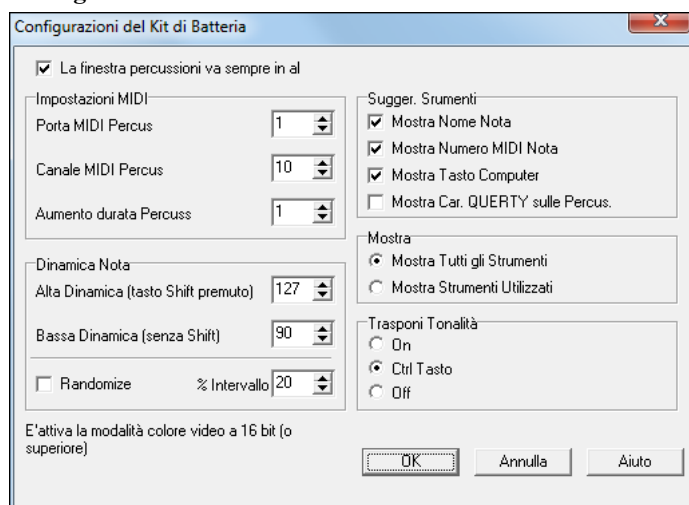 Configurazioni del Kit di Batteria
La finestra percussioni va sempre in al
Impostazioni MIDI
Porta MIDI Percus 1
Canale MIDI Percus 10
Aumento durata Percuss 1
Dinamica Nota
Alta Dinamica (tasto Shift premuto) 127
Bassa Dinamica (senza Shift) 90
Randomize % Intervallo 20
E'attiva la modalità colore video a 16 bit (o
superiore)
Sugger. Srumenti
Mostra Nome Nota
Mostra Numero MIDI Nota
Mostra Tasto Computer
Mostra Car. QUERTY sulle Percus.
Mostra
Mostra Tutti gli Strumenti
Mostra Strumenti Utilizzati
Trasponi Tonalità
On
Ctrl Tasto
Off
OK Annulla Aiuto